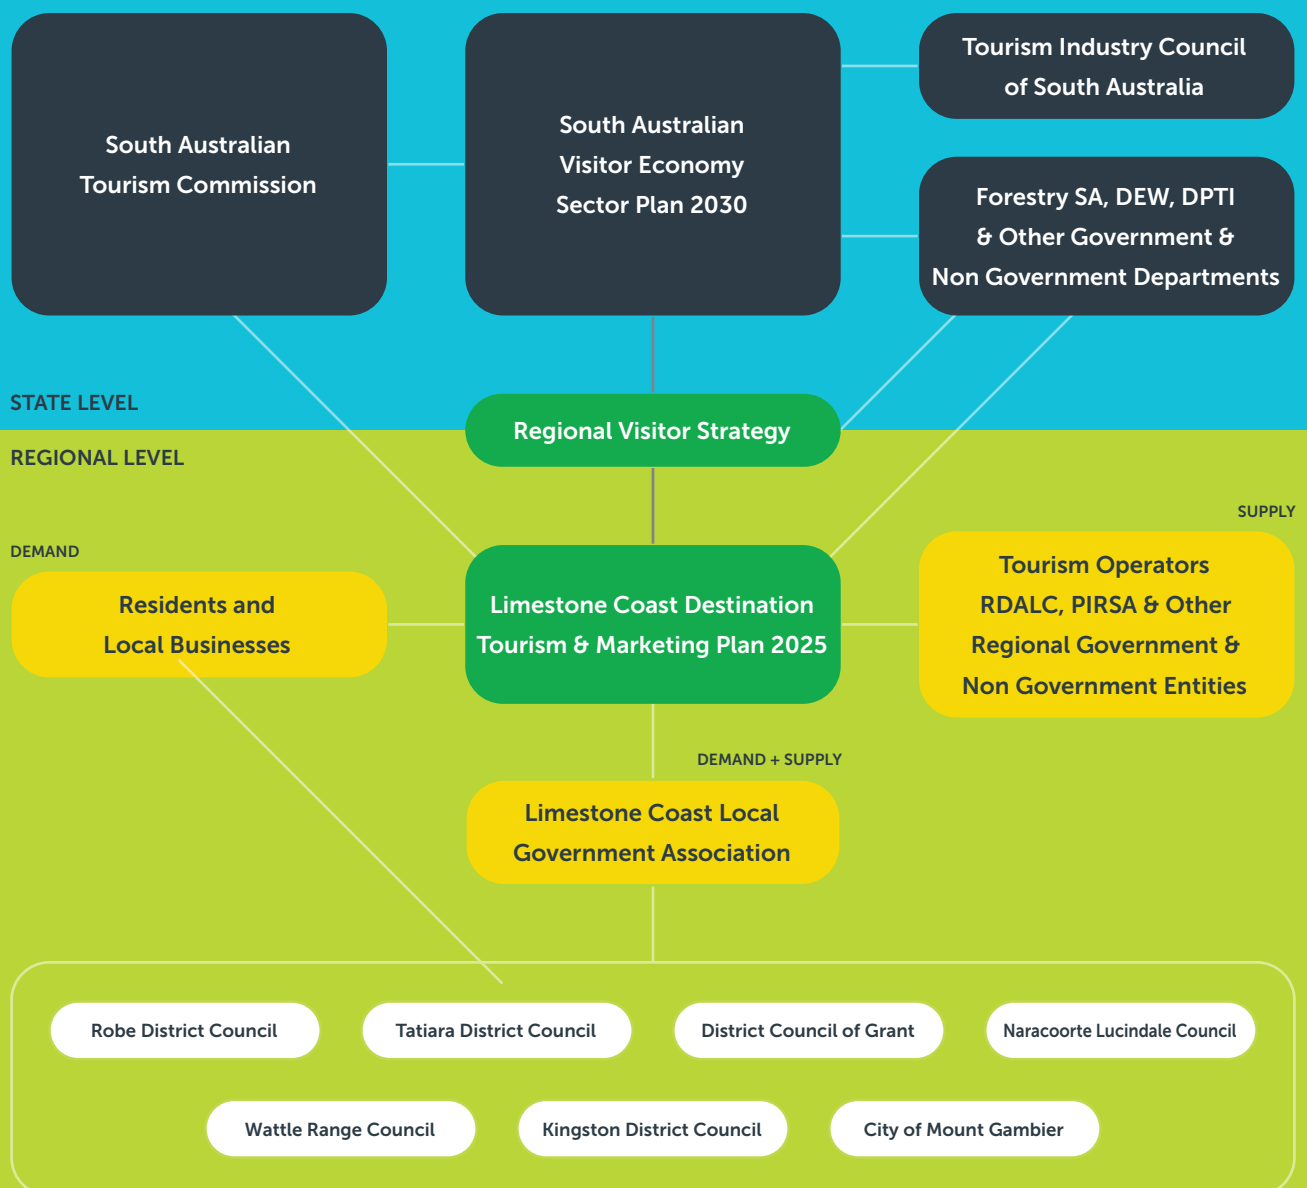 South Australian
Tourism Commission
South Australian
Visitor Economy
Sector Plan 2030
Tourism Industry Council
of South Australia
Forestry SA, DEW, DPTI
& Other Government &
Non Government Departments
STATE LEVEL
Regional Visitor Strategy
REGIONAL LEVEL
DEMAND
Residents and
Local Businesses
Limestone Coast Destination
Tourism & Marketing Plan 2025
SUPPLY
Tourism Operators
RDALC, PIRSA & Other
Regional Government &
Non Government Entities
DEMAND + SUPPLY
Limestone Coast Local
Government Association
Robe District Council
Tatiara District Council
District Council of Grant
Naracoorte Lucindale Council
Wattle Range Council
Kingston District Council
City of Mount Gambier